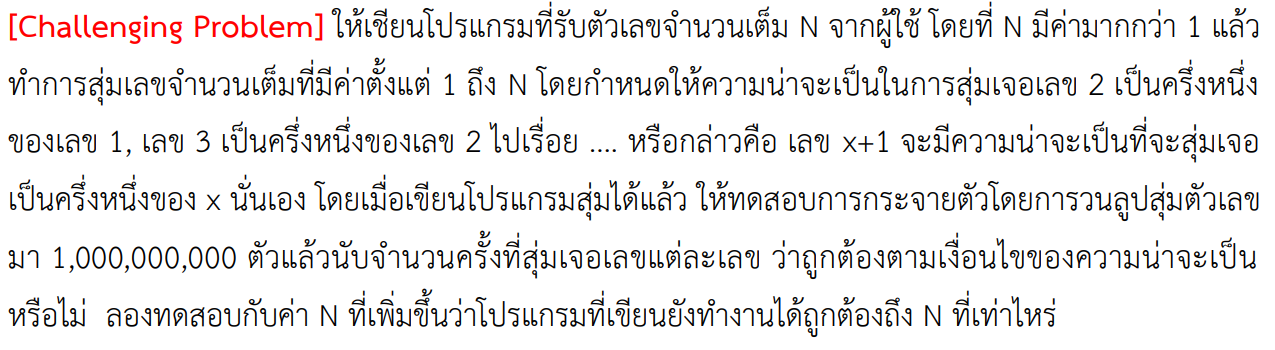 [Challenging Problem] ให้เขียนโปรแกรมที่รับตัวเลขจำนวนเต็ม N จากผู้ใช้ โดยที่ N มีค่ามากกว่า 1 แล้ว
ทำการสุ่มเลขจำนวนเต็มที่มีค่าตั้งแต่ 1 ถึง N โดยกำหนดให้ความน่าจะเป็นในการสุ่มเจอเลข 2 เป็นครึ่งหนึ่ง
ของเลข 1, เลข 3 เป็นครึ่งหนึ่งของเลข 2 ไปเรื่อย .... หรือกล่าวคือ เลข x+1 จะมีความน่าจะเป็นที่จะสุ่มเจอ
เป็นครึ่งหนึ่งของ x นั่นเอง โดยเมื่อเขียนโปรแกรมสุ่มได้แล้ว ให้ทดสอบการกระจายตัวโดยการวนลูปสุ่มตัวเลข
มา 1,000,000,000 ตัวแล้วนับจำนวนครั้งที่สุ่มเจอเลขแต่ละเลข ว่าถูกต้องตามเงื่อนไขของความน่าจะเป็น
หรือไม่ ลองทดสอบกับค่า N ที่เพิ่มขึ้นว่าโปรแกรมที่เขียนยังทำงานได้ถูกต้องถึง N ที่เท่าไหร่